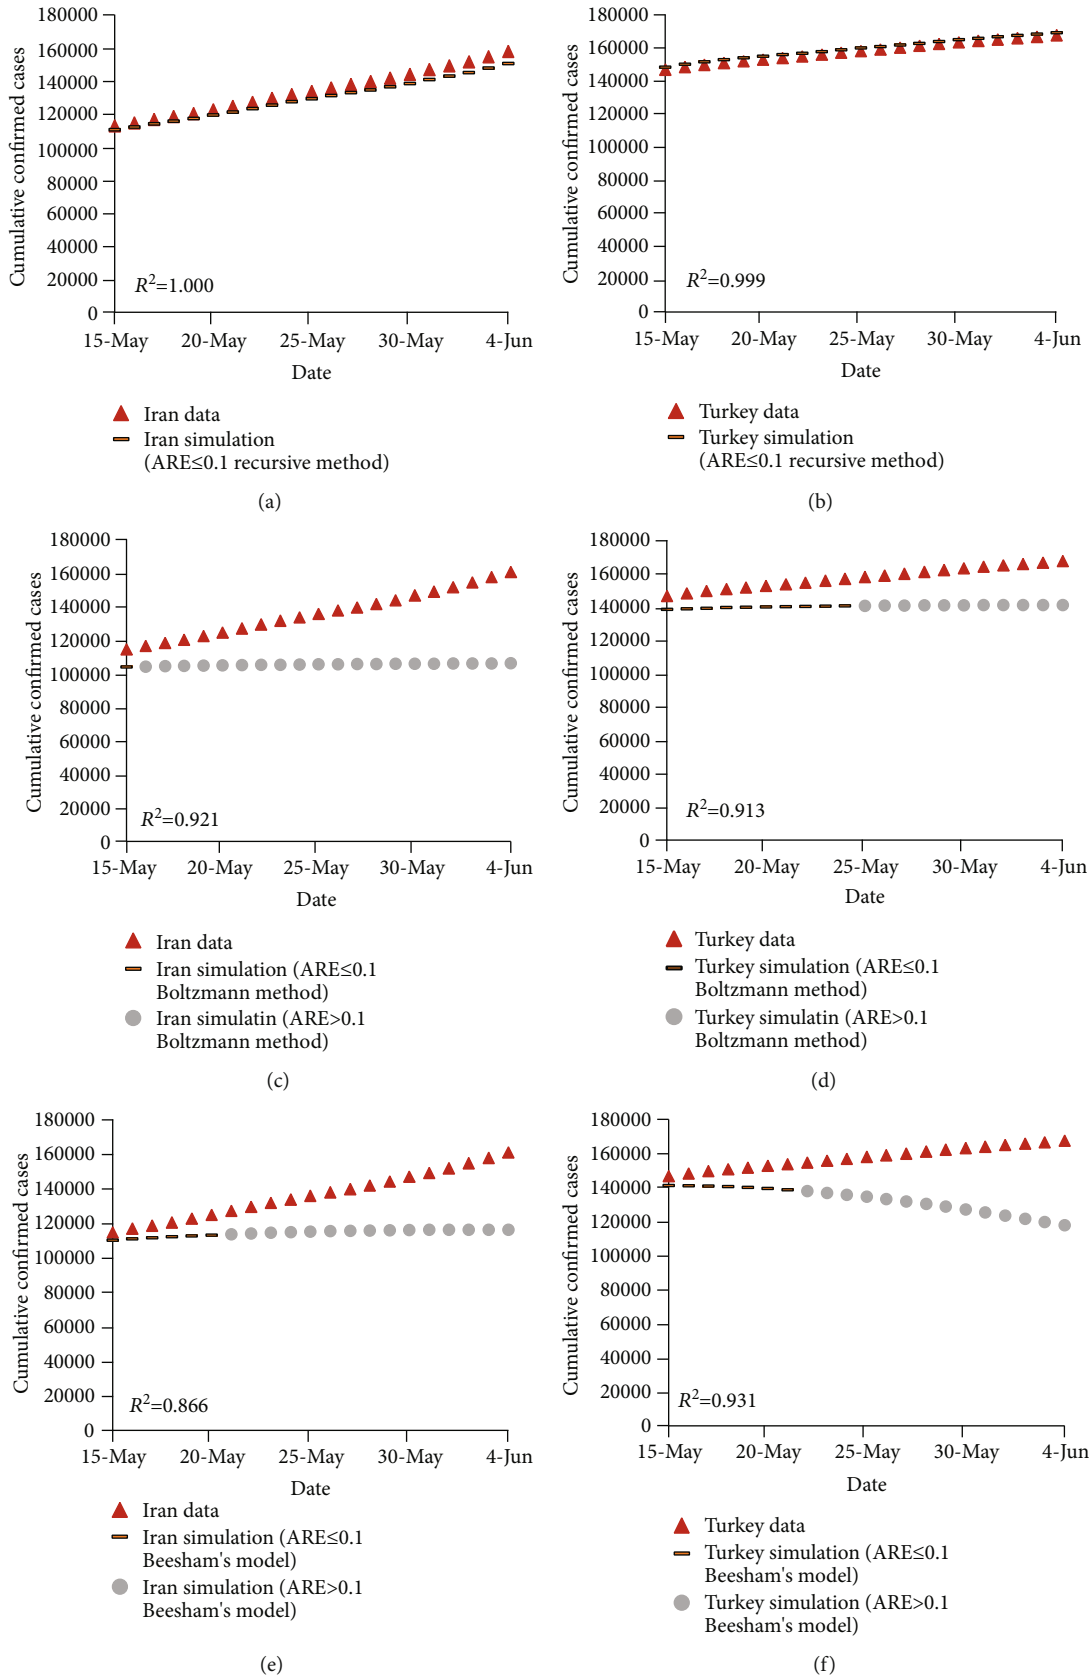 180000
160000
140000
120000
100000
80000
60000
40000
20000
0
Cumulative confirmed cases
R²=1.000
15-May 20-May 25-May 30-May 4-Jun
Date
Iran data
Iran simulation
(ARE≤0.1 recursive method)
(a)
180000
160000
140000
120000
100000
80000
60000
40000
20000
0
Cumulative confirmed cases
R²=0.999
15-May 20-May 25-May 30-May 4-Jun
Date
Turkey data
Turkey simulation
(ARE≤0.1 recursive method)
(b)
180000
160000
140000
120000
100000
80000
60000
40000
20000
0
Cumulative confirmed cases
R²=0.921
15-May 20-May 25-May 30-May 4-Jun
Date
Iran data
Iran simulation (ARE≤0.1
Boltzmann method)
Iran simulatin (ARE>0.1
Boltzmann method)
(c)
180000
160000
140000
120000
100000
80000
60000
40000
20000
0
Cumulative confirmed cases
R²=0.913
15-May 20-May 25-May 30-May 4-Jun
Date
Turkey data
Turkey simulation (ARE≤0.1
Boltzmann method)
Turkey simulatin (ARE>0.1
Boltzmann method)
(d)
180000
160000
140000
120000
100000
80000
60000
40000
20000
0
Cumulative confirmed cases
R²=0.866
15-May 20-May 25-May 30-May 4-Jun
Date
Iran data
Iran simulation (ARE≤0.1
Beesham's model)
Iran simulation (ARE>0.1
Beesham's model)
(e)
180000
160000
140000
120000
100000
80000
60000
40000
20000
0
Cumulative confirmed cases
R²=0.931
15-May 20-May 25-May 30-May 4-Jun
Date
Turkey data
Turkey simulation (ARE≤0.1
Beesham's model)
Turkey simulation (ARE>0.1
Beesham's model)
(f)